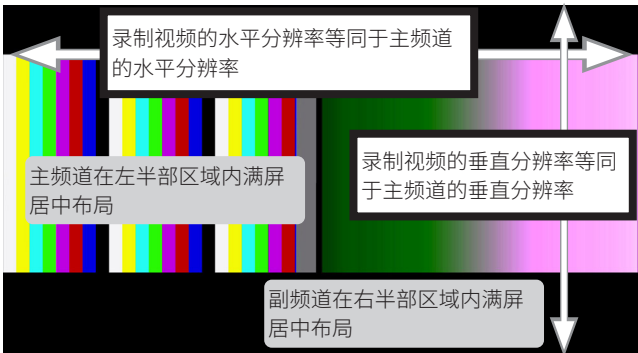 录制视频的水平分辨率等同于主频道
的水平分辨率
主频道在左半部区域内满屏
居中布局
录制视频的垂直分辨率等同
于主频道的垂直分辨率
副频道在右半部区域内满屏
居中布局